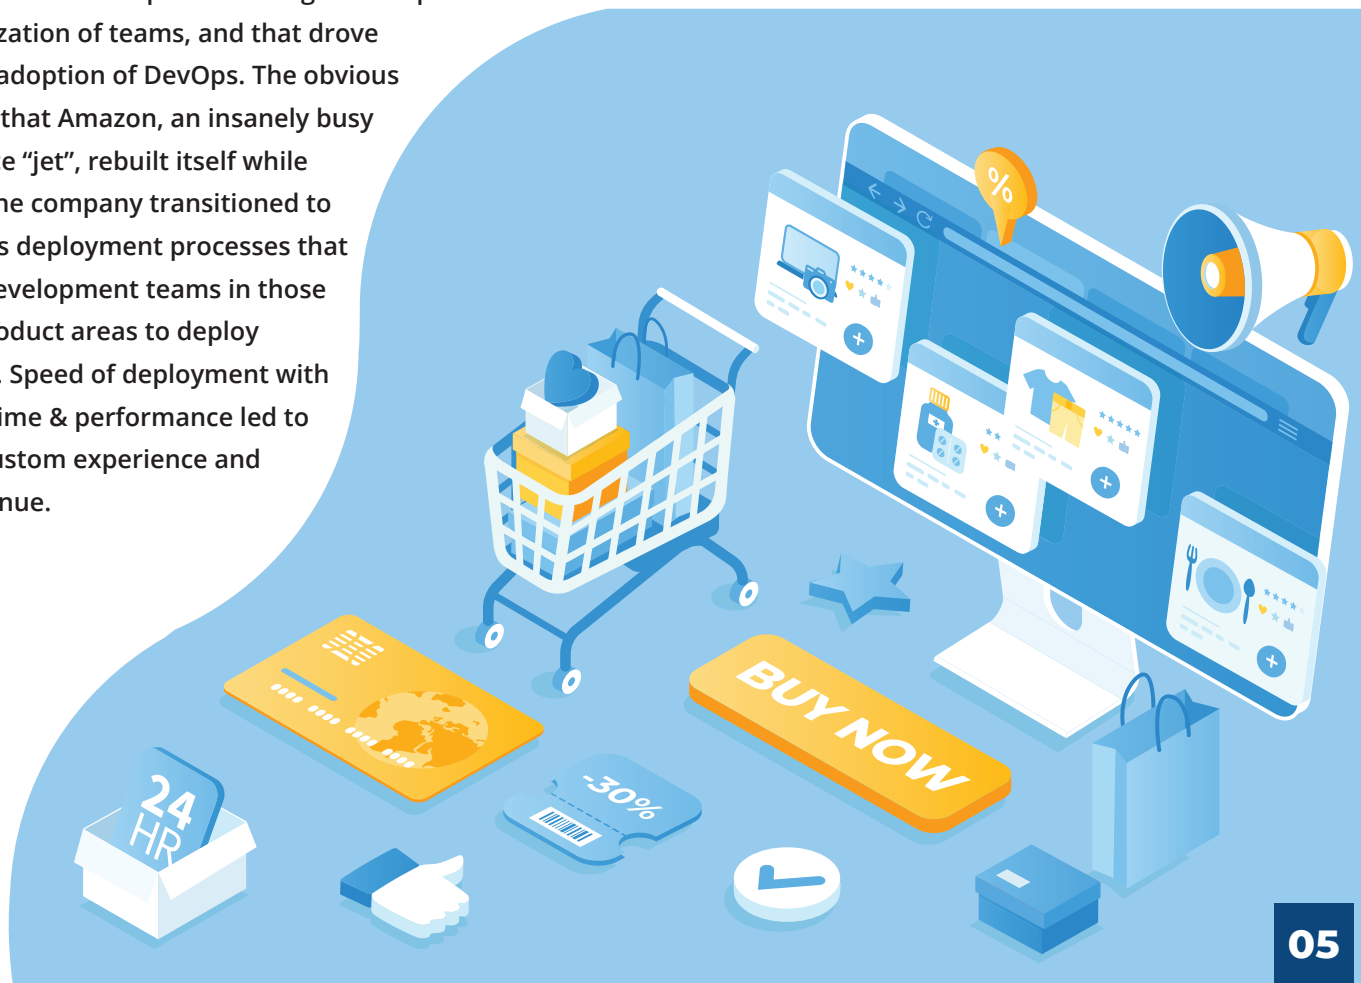 zation of teams, and that drove
adoption of DevOps. The obvious
that Amazon, an insanely busy
e “jet”, rebuilt itself while
he company transitioned to
s deployment processes that
evelopment teams in those
oduct areas to deploy
. Speed of deployment with
ime & performance led to
ustom experience and
nue.
%
BUY NOW
-30%
24
HR
05